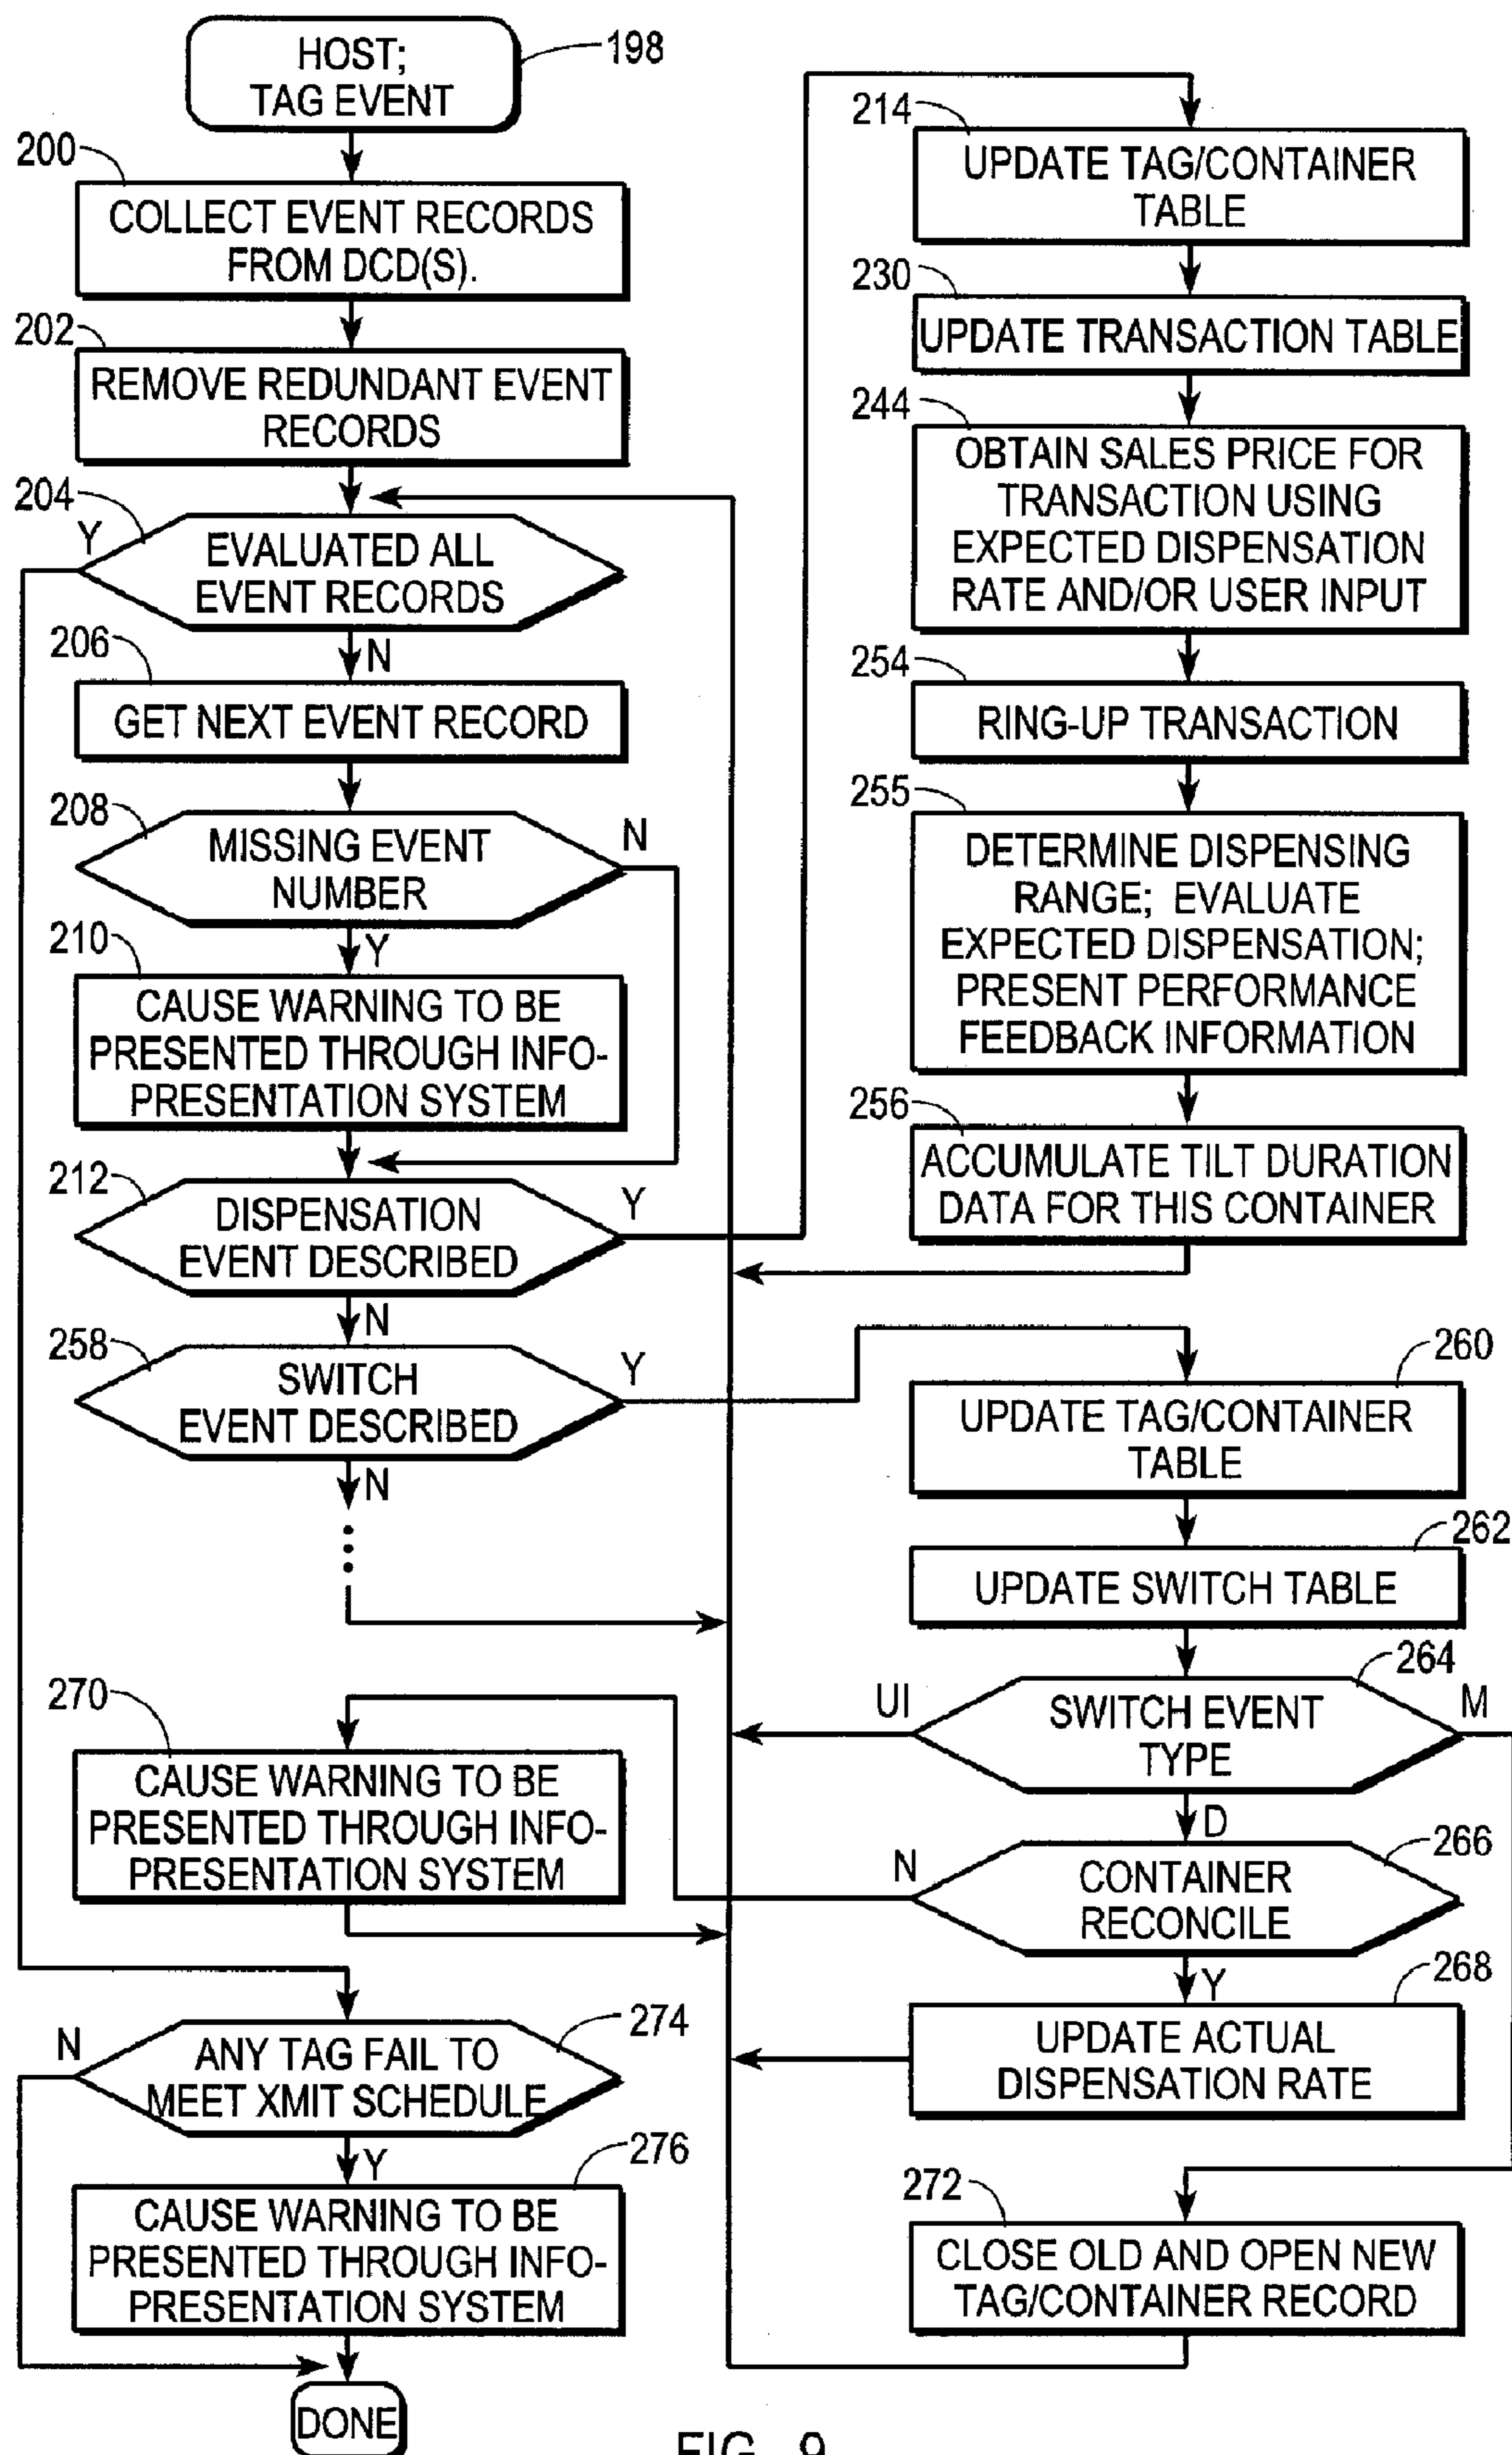 HOST;
TAG EVENT
198
200
COLLECT EVENT RECORDS
FROM DCD(S).
202
REMOVE REDUNDANT EVENT
RECORDS
204
Y
EVALUATED ALL
EVENT RECORDS
N
206
GET NEXT EVENT RECORD
208
MISSING EVENT
NUMBER
N
Y
210
CAUSE WARNING TO BE
PRESENTED THROUGH INFO-
PRESENTATION SYSTEM
212
DISPENSATION
EVENT DESCRIBED
Y
N
258
SWITCH
EVENT DESCRIBED
Y
N
270
CAUSE WARNING TO BE
PRESENTED THROUGH INFO-
PRESENTATION SYSTEM
274
N
ANY TAG FAIL TO
MEET XMIT SCHEDULE
Y
276
CAUSE WARNING TO BE
PRESENTED THROUGH INFO-
PRESENTATION SYSTEM
DONE
214
UPDATE TAG/CONTAINER
TABLE
230
UPDATE TRANSACTION TABLE
244
OBTAIN SALES PRICE FOR
TRANSACTION USING
EXPECTED DISPENSATION
RATE AND/OR USER INPUT
254
RING-UP TRANSACTION
255
DETERMINE DISPENSING
RANGE; EVALUATE
EXPECTED DISPENSATION;
PRESENT PERFORMANCE
FEEDBACK INFORMATION
256
ACCUMULATE TILT DURATION
DATA FOR THIS CONTAINER
260
UPDATE TAG/CONTAINER
TABLE
262
UPDATE SWITCH TABLE
264
UI
SWITCH EVENT
TYPE
M
D
266
N
CONTAINER
RECONCILE
Y
268
UPDATE ACTUAL
DISPENSATION RATE
272
CLOSE OLD AND OPEN NEW
TAG/CONTAINER RECORD
FIG. 9